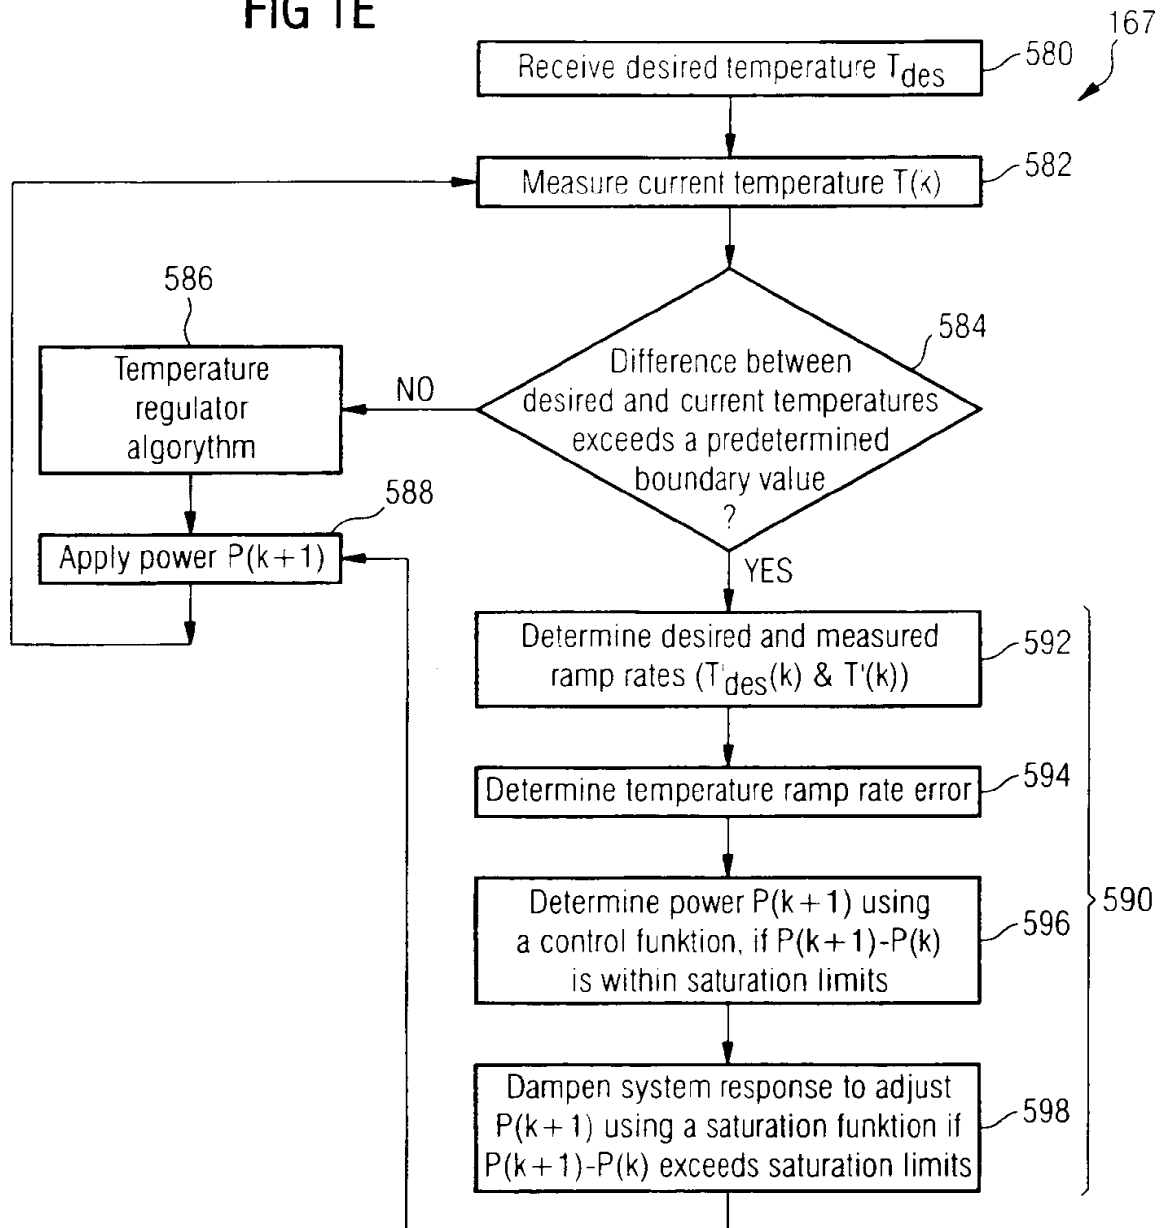 FIG 1E
167
Receive desired temperature Tdes
580
Measure current temperature T(k)
582
586
584
Temperature
regulator
algorythm
NO
Difference between
desired and current temperatures
exceeds a predetermined
boundary value
?
588
Apply power P(k+1)
YES
Determine desired and measured
ramp rates (T'des(k) & T'(k))
592
Determine temperature ramp rate error
594
Determine power P(k+1) using
a control funktion, if P(k+1)-P(k)
is within saturation limits
596
590
Dampen system response to adjust
P(k+1) using a saturation funktion if
P(k+1)-P(k) exceeds saturation limits
598